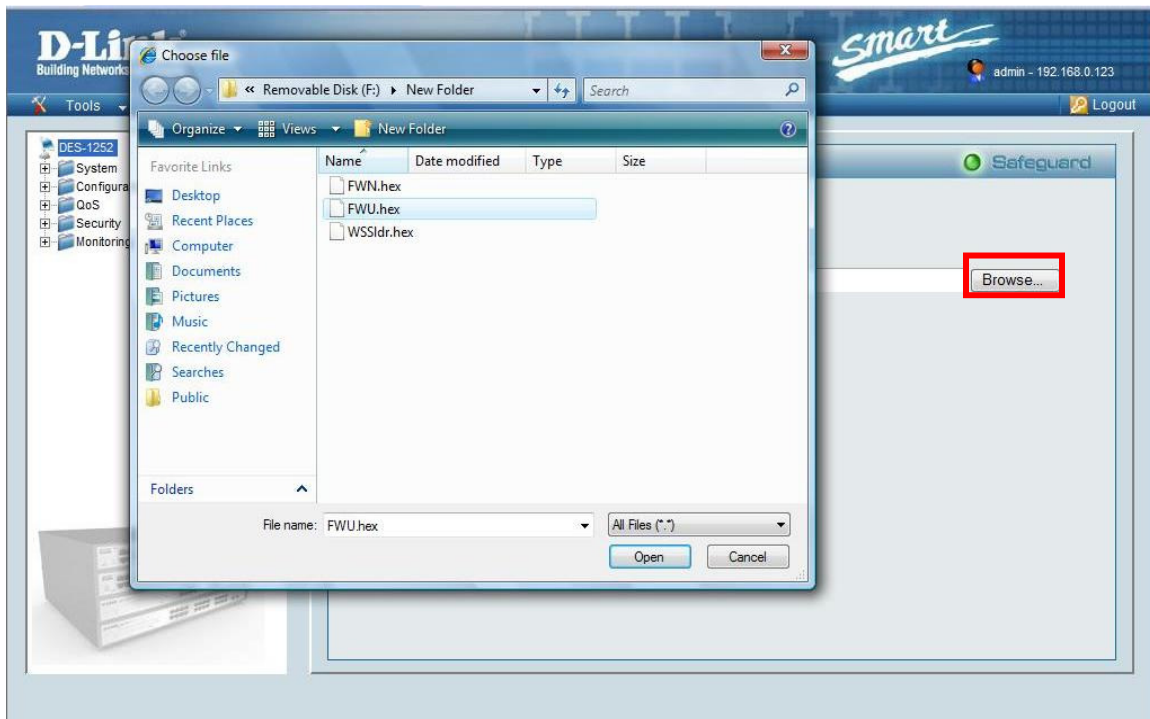 D-Link
Building Networks
smart
admin - 192.168.0.123
Tools
Logout
Choose file
« Removable Disk (F:) ▸ New Folder
Search
Organize
Views
New Folder
DES-1252
System
Configura
QoS
Security
Monitoring
Favorite Links
Desktop
Recent Places
Computer
Documents
Pictures
Music
Recently Changed
Searches
Public
Folders
Name
Date modified
Type
Size
FWN.hex
FWU.hex
WSSldr.hex
File name: FWU.hex
All Files (*.*)
Open
Cancel
Safeguard
Browse...